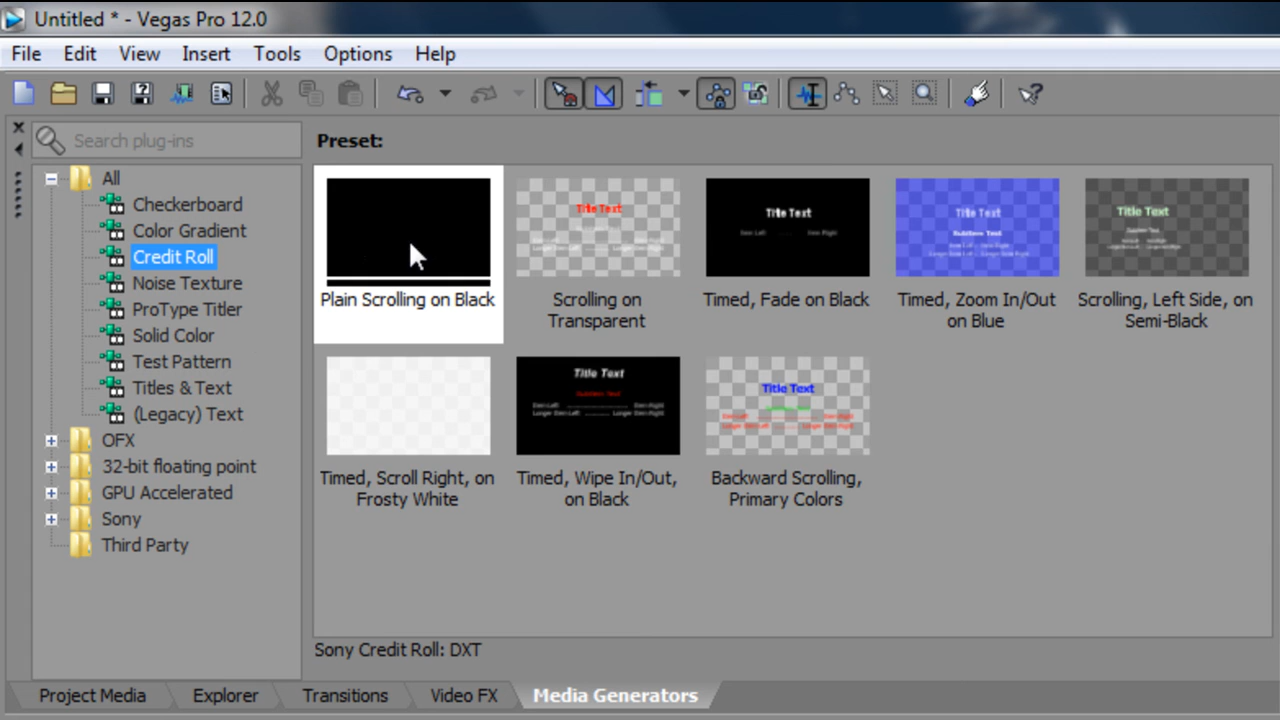 Untitled * - Vegas Pro 12.0
File Edit View Insert Tools Options Help
Search plug-ins
Preset:
All
Checkerboard
Color Gradient
Credit Roll
Noise Texture
ProType Titler
Solid Color
Test Pattern
Titles & Text
(Legacy) Text
OFX
32-bit floating point
GPU Accelerated
Sony
Third Party
Title Text
Title Text
Title Text
Title Text
Plain Scrolling on Black
Scrolling on
Transparent
Timed, Fade on Black
Timed, Zoom In/Out
on Blue
Scrolling, Left Side, on
Semi-Black
Title Text
Title Text
Timed, Scroll Right, on
Frosty White
Timed, Wipe In/Out,
on Black
Backward Scrolling,
Primary Colors
Sony Credit Roll: DXT
Project Media Explorer Transitions Video FX Media Generators